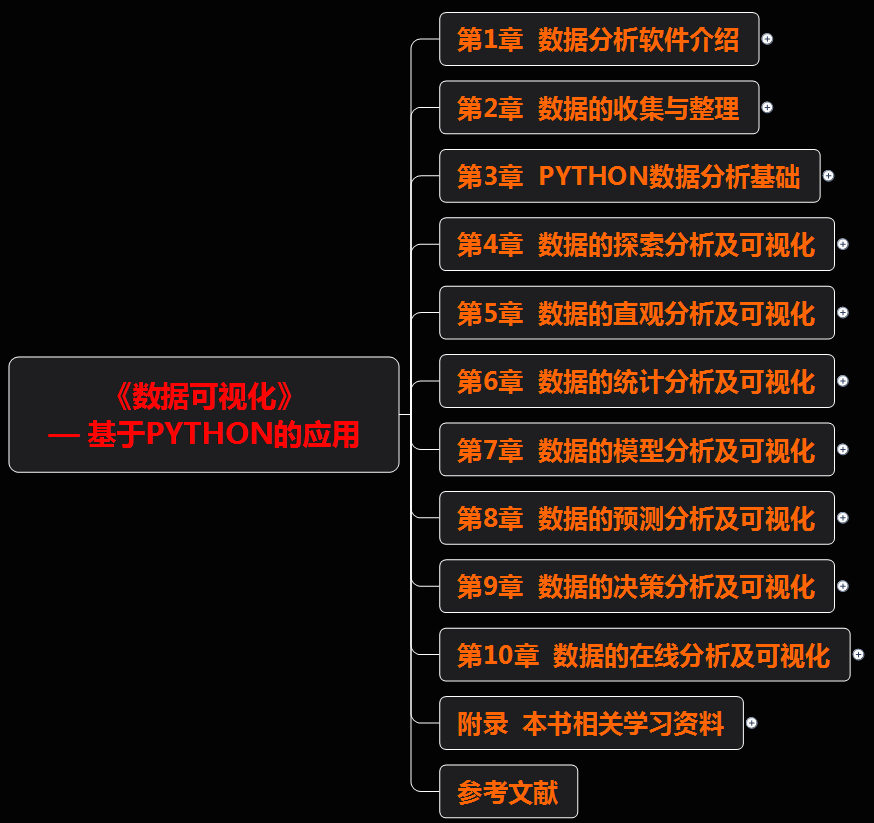 《数据可视化》
— 基于PYTHON的应用
第1章 数据分析软件介绍
第2章 数据的收集与整理
第3章 PYTHON数据分析基础
第4章 数据的探索分析及可视化
第5章 数据的直观分析及可视化
第6章 数据的统计分析及可视化
第7章 数据的模型分析及可视化
第8章 数据的预测分析及可视化
第9章 数据的决策分析及可视化
第10章 数据的在线分析及可视化
附录 本书相关学习资料
参考文献